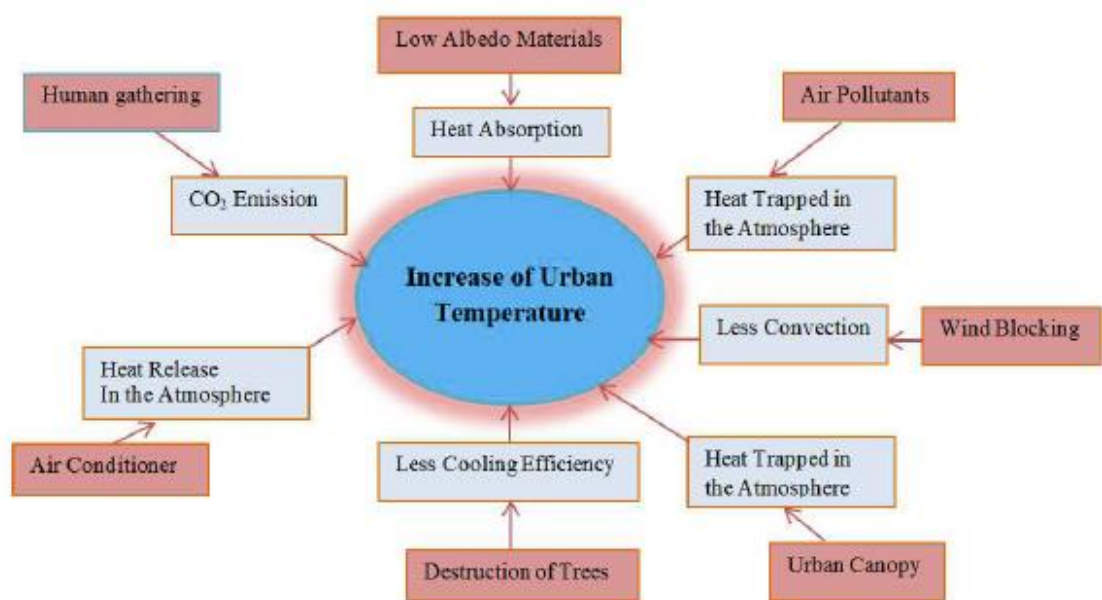 Low Albedo Materials
Human gathering
Air Pollutants
Heat Absorption
CO₂ Emission
Heat Trapped in
the Atmosphere
Increase of Urban
Temperature
Less Convection
Wind Blocking
Heat Release
In the Atmosphere
Air Conditioner
Less Cooling Efficiency
Heat Trapped in
the Atmosphere
Destruction of Trees
Urban Canopy